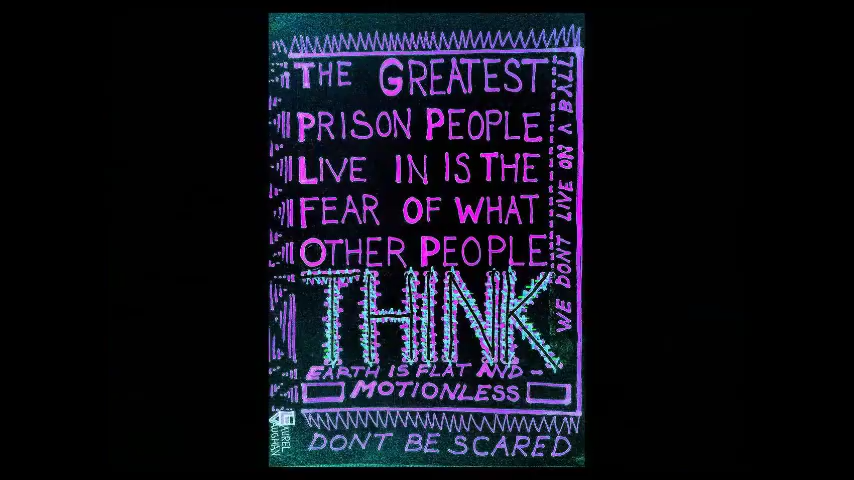 THE GREATEST
PRISON PEOPLE
LIVE IN IS THE
FEAR OF WHAT
OTHER PEOPLE
THINK
EARTH IS FLAT AND -
MOTIONLESS
DONT BE SCARED
WE DONT LIVE ON A BALL
LAUREL